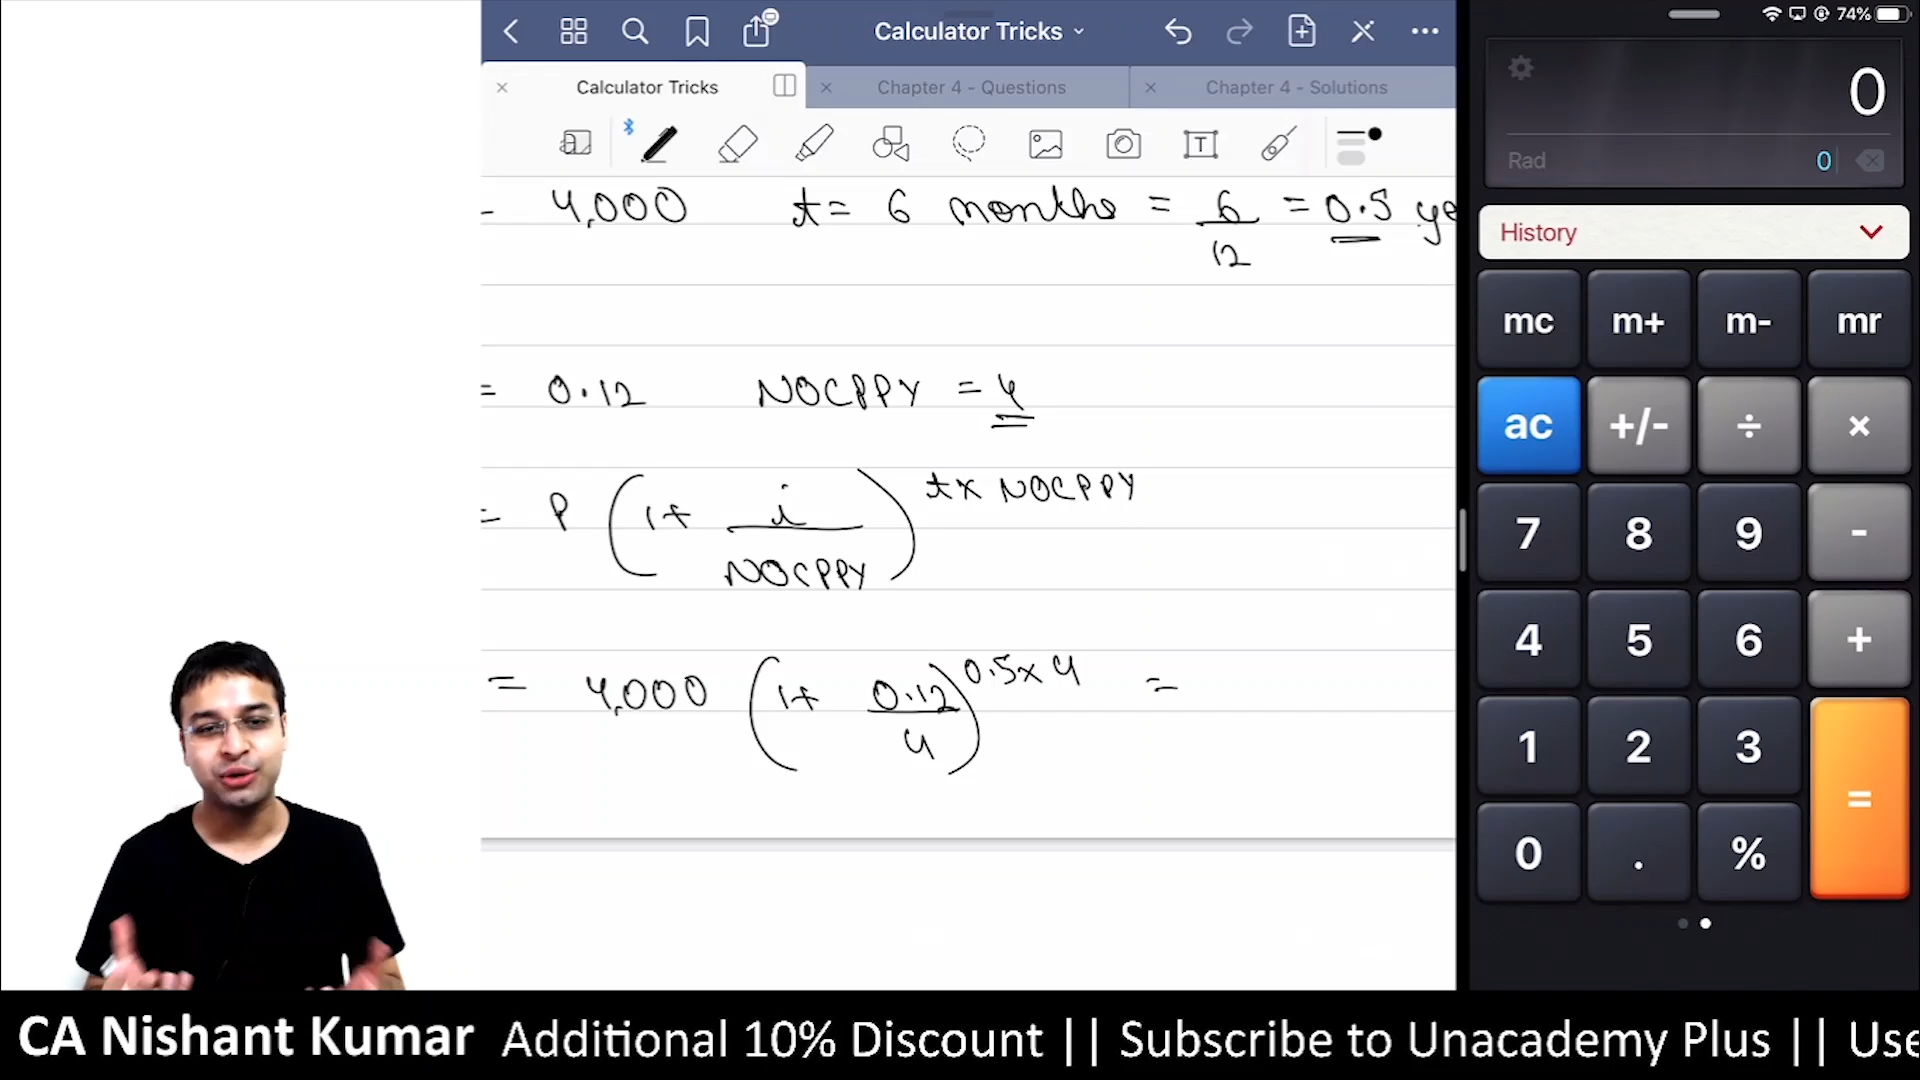 Calculator Tricks
74%
Calculator Tricks
Chapter 4 - Questions
Chapter 4 - Solutions
T
= 4,000 t = 6 months = 6/12 = 0.5 ye
= 0.12 NOCPPY = 4
= P (1+ i/NOCPPY)^t× NOCPPY
= 4,000 (1+ 0.12/4)^0.5×4 =
0
Rad 0
History
mc m+ m- mr
ac +/- ÷ ×
7 8 9 -
4 5 6 +
1 2 3 =
0 . %
CA Nishant Kumar Additional 10% Discount || Subscribe to Unacademy Plus || Use